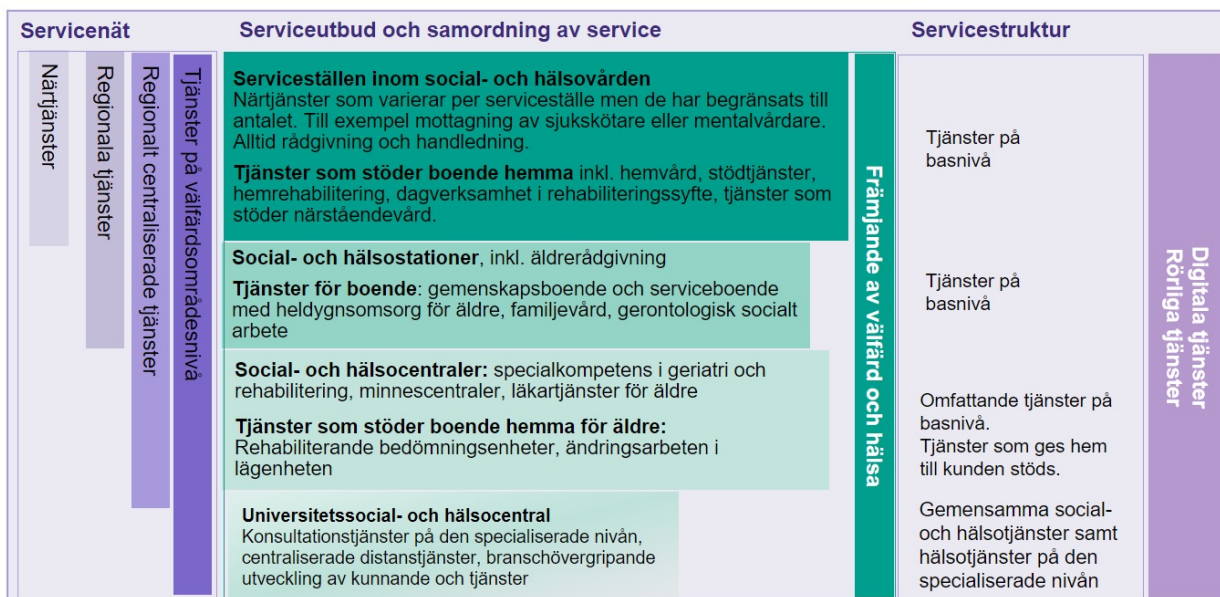 Servicenät
Serviceutbud och samordning av service
Servicestruktur
Närtjänster
Regionala tjänster
Regionalt centraliserade tjänster
Tjänster på välfärdsområdesnivå
Serviceställen inom social- och hälsovården
Närtjänster som varierar per serviceställe men de har begränsats till
antalet. Till exempel mottagning av sjukskötare eller mentalvårdare.
Alltid rådgivning och handledning.
Tjänster som stöder boende hemma inkl. hemvård, stödtjänster,
hemrehabilitering, dagverksamhet i rehabiliteringssyfte, tjänster som
stöder närståendevård.
Social- och hälsostationer, inkl. äldrerådgivning
Tjänster för boende: gemenskapsboende och serviceboende
med heldygnsomsorg för äldre, familjevård, gerontologisk socialt
arbete
Social- och hälsocentraler: specialkompetens i geriatri och
rehabilitering, minnescentraler, läkartjänster för äldre
Tjänster som stöder boende hemma för äldre:
Rehabiliterande bedömningsenheter, ändringsarbeten i
lägenheten
Universitetssocial- och hälsocentral
Konsultationstjänster på den specialiserade nivån,
centraliserade distanstjänster, branschövergripande
utveckling av kunnande och tjänster
Främjande av välfärd och hälsa
Tjänster på
basnivå
Tjänster på
basnivå
Omfattande tjänster på
basnivå.
Tjänster som ges hem
till kunden stöds.
Gemensamma social-
och hälsotjänster samt
hälsotjänster på den
specialiserade nivån
Digitala tjänster
Rörliga tjänster